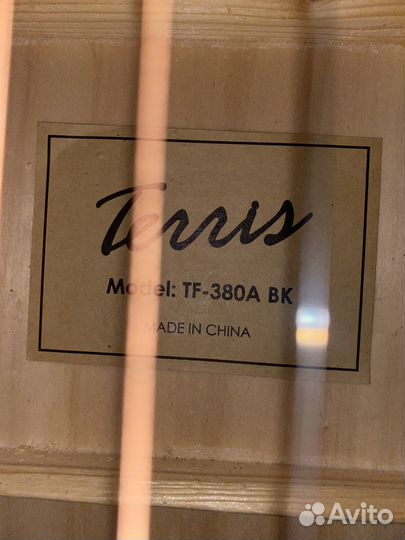 Terris
Model: TF-380A BK
MADE IN CHINA
Avito